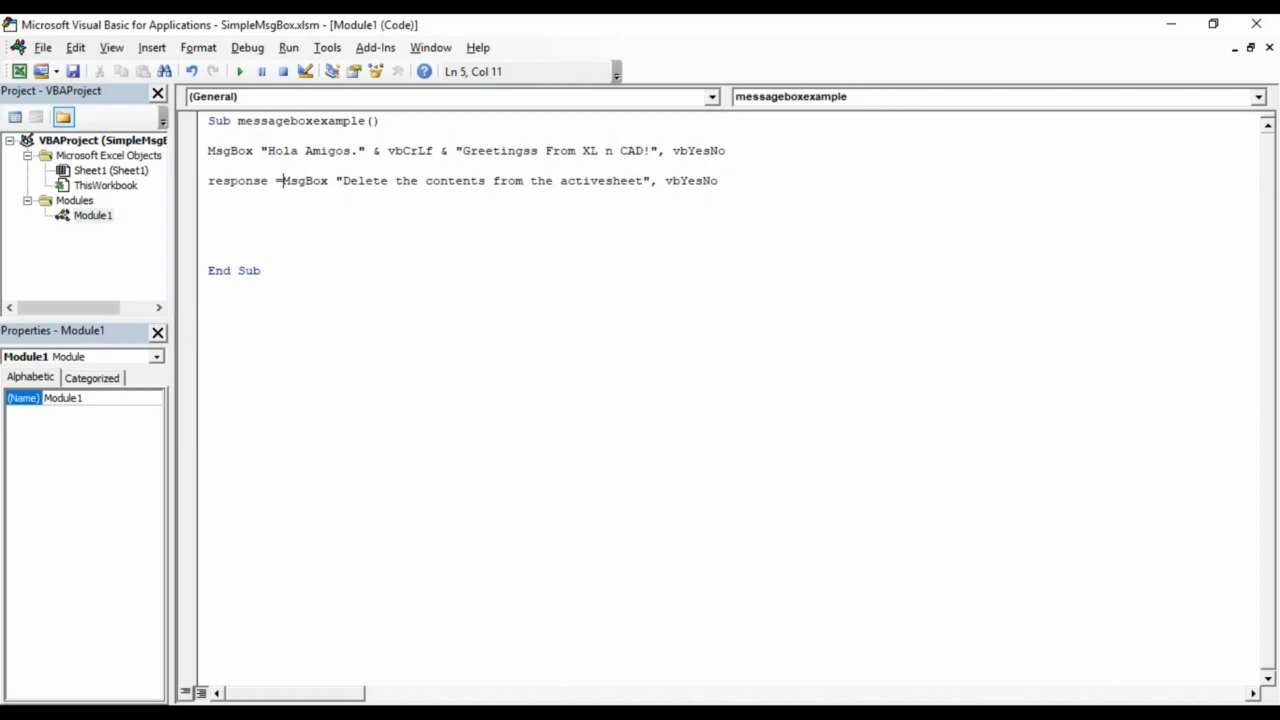 Microsoft Visual Basic for Applications - SimpleMsgBox.xlsm - [Module1 (Code)]
File Edit View Insert Format Debug Run Tools Add-Ins Window Help
Ln 5, Col 11
Project - VBAProject
(General) messageboxexample
VBAProject (SimpleMsgB
Microsoft Excel Objects
Sheet1 (Sheet1)
ThisWorkbook
Modules
Module1
Sub messageboxexample()
MsgBox "Hola Amigos." & vbCrLf & "Greetingss From XL n CAD!", vbYesNo
response =MsgBox "Delete the contents from the activesheet", vbYesNo
End Sub
Properties - Module1
Module1 Module
Alphabetic Categorized
(Name) Module1